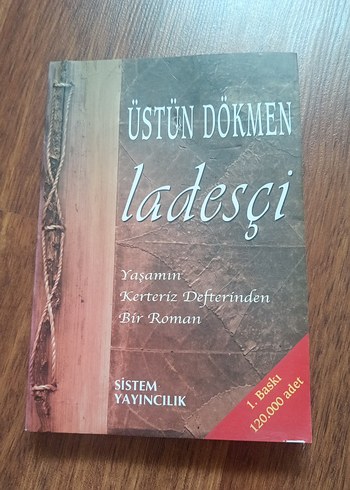 ÜSTÜN DÖKMEN
ladesçi
Yaşamın
Kerteriz Defterinden
Bir Roman
SİSTEM
YAYINCILIK
1. Baskı
120.000 adet